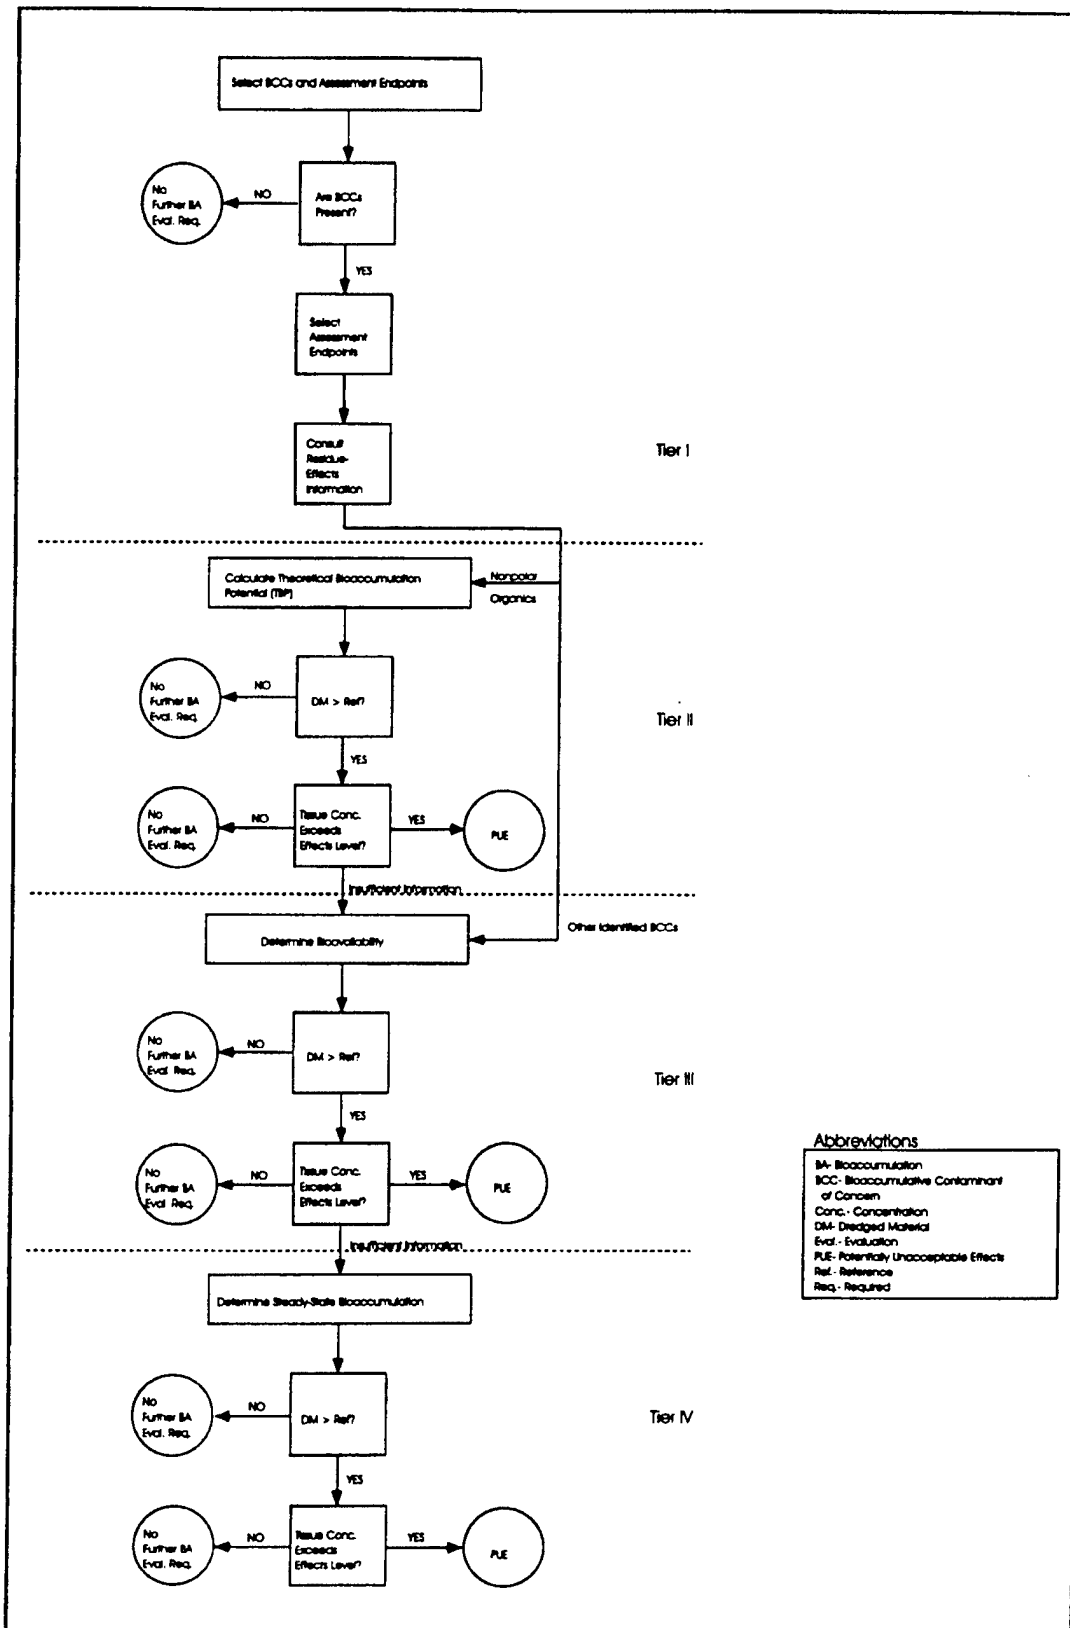 Select BCCs and Assessment Endpoints
No
Further BA
Eval. Req.
NO
Are BCCs
Present?
YES
Select
Assessment
Endpoints
Consult
Residue-
Effects
Information
Tier I
Calculate Theoretical Bioaccumulation
Potential (TBP)
Nonpolar
Organics
No
Further BA
Eval. Req.
NO
DM > Ref?
Tier II
YES
No
Further BA
Eval. Req.
NO
Tissue Conc.
Exceeds
Effects Level?
YES
PUE
Insufficient Information
Other Identified BCCs
Determine Bioavailability
No
Further BA
Eval. Req.
NO
DM > Ref?
Tier III
YES
No
Further BA
Eval. Req.
NO
Tissue Conc.
Exceeds
Effects Level?
YES
PUE
Abbreviations
BA- Bioaccumulation
BCC- Bioaccumulative Contaminant
of Concern
Conc.- Concentration
DM- Dredged Material
Eval.- Evaluation
PUE- Potentially Unacceptable Effects
Ref.- Reference
Req.- Required
Insufficient Information
Determine Steady-State Bioaccumulation
No
Further BA
Eval. Req.
NO
DM > Ref?
Tier IV
YES
No
Further BA
Eval. Req.
NO
Tissue Conc.
Exceeds
Effects Level?
YES
PUE